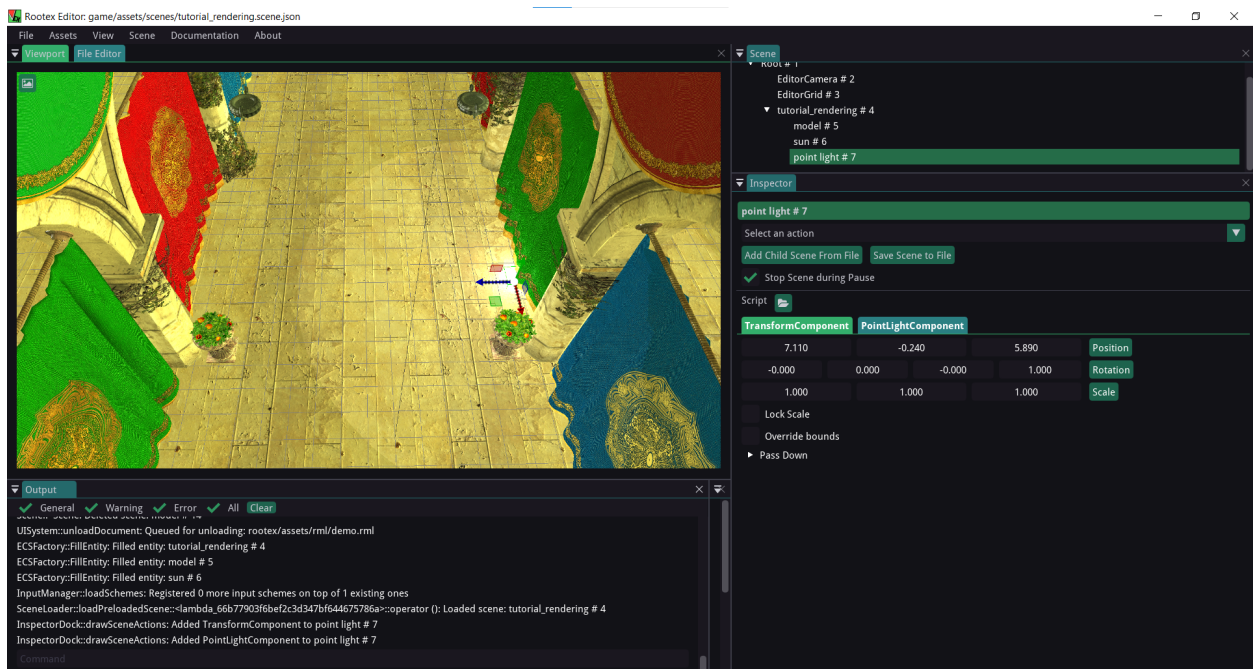 Rootex Editor: game/assets/scenes/tutorial_rendering.scene.json
File Assets View Scene Documentation About
Viewport File Editor
Scene
Root # 1
EditorCamera # 2
EditorGrid # 3
tutorial_rendering # 4
model # 5
sun # 6
point light # 7
Inspector
point light # 7
Select an action
Add Child Scene From File Save Scene to File
Stop Scene during Pause
Script
TransformComponent PointLightComponent
7.110 -0.240 5.890 Position
-0.000 0.000 -0.000 1.000 Rotation
1.000 1.000 1.000 Scale
Lock Scale
Override bounds
Pass Down
Output
General Warning Error All Clear
UISystem::unloadDocument: Queued for unloading: rootex/assets/rml/demo.rml
ECSFactory::FillEntity: Filled entity: tutorial_rendering # 4
ECSFactory::FillEntity: Filled entity: model # 5
ECSFactory::FillEntity: Filled entity: sun # 6
InputManager::loadSchemes: Registered 0 more input schemes on top of 1 existing ones
SceneLoader::loadPreloadedScene::<lambda_66b77903f6bef2c3d347bf644675786a>::operator (): Loaded scene: tutorial_rendering # 4
InspectorDock::drawSceneActions: Added TransformComponent to point light # 7
InspectorDock::drawSceneActions: Added PointLightComponent to point light # 7
Command